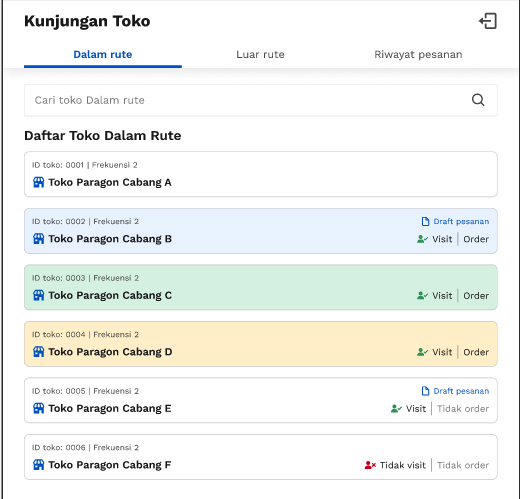 Kunjungan Toko
Dalam rute Luar rute Riwayat pesanan
Cari toko Dalam rute
Daftar Toko Dalam Rute
ID toko: 0001 | Frekuensi 2
Toko Paragon Cabang A
ID toko: 0002 | Frekuensi 2 Draft pesanan
Toko Paragon Cabang B Visit | Order
ID toko: 0003 | Frekuensi 2
Toko Paragon Cabang C Visit | Order
ID toko: 0004 | Frekuensi 2
Toko Paragon Cabang D Visit | Order
ID toko: 0005 | Frekuensi 2 Draft pesanan
Toko Paragon Cabang E Visit | Tidak order
ID toko: 0006 | Frekuensi 2
Toko Paragon Cabang F Tidak visit | Tidak order